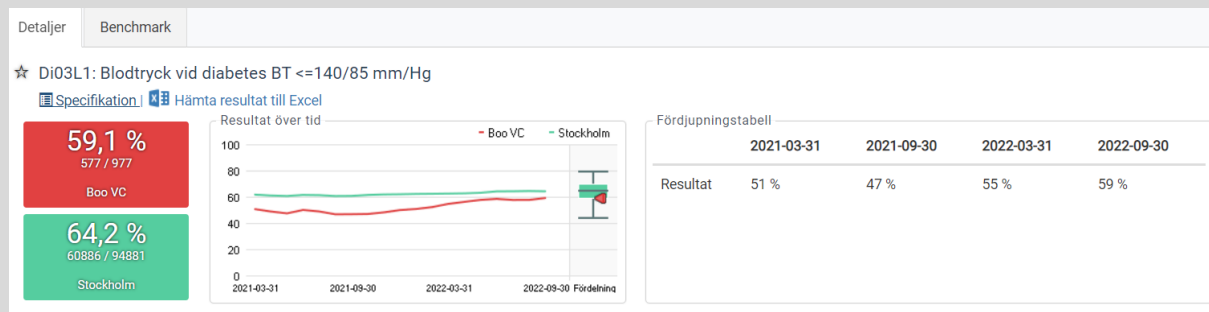 Detaljer
Benchmark
Di03L1: Blodtryck vid diabetes BT <=140/85 mm/Hg
Specifikation | Hämta resultat till Excel
59,1 %
577 / 977
Boo VC
64,2 %
60886 / 94881
Stockholm
Resultat över tid
Boo VC Stockholm
100
80
60
40
20
0
2021-03-31 2021-09-30 2022-03-31 2022-09-30 Fördelning
Fördjupningstabell
2021-03-31 2021-09-30 2022-03-31 2022-09-30
Resultat 51 % 47 % 55 % 59 %